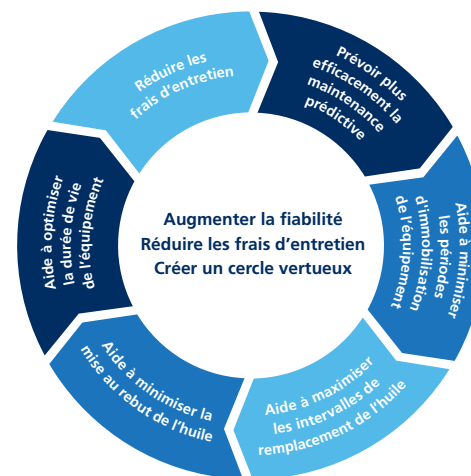 Réduire les
frais d'entretien
Prévoir plus
efficacement la
maintenance
prédictive
Aide à minimiser
les périodes
d'immobilisation
de l'équipement
Aide à maximiser
les intervalles de
remplacement de l'huile
Aide à minimiser la
mise au rebut de l'huile
Aide à optimiser
la durée de vie
de l'équipement
Augmenter la fiabilité
Réduire les frais d'entretien
Créer un cercle vertueux